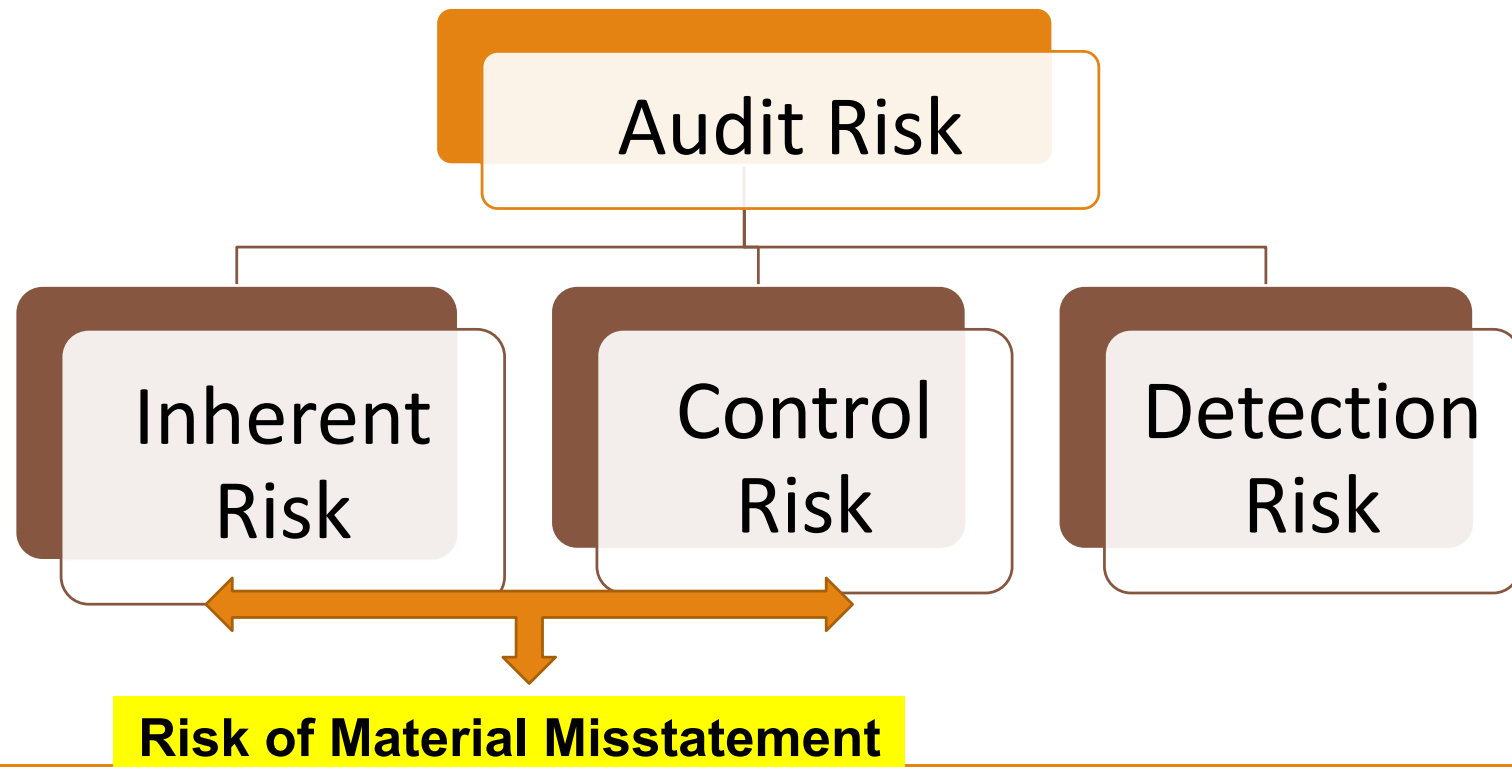 Audit Risk
Inherent
Risk
Control
Risk
Detection
Risk
Risk of Material Misstatement